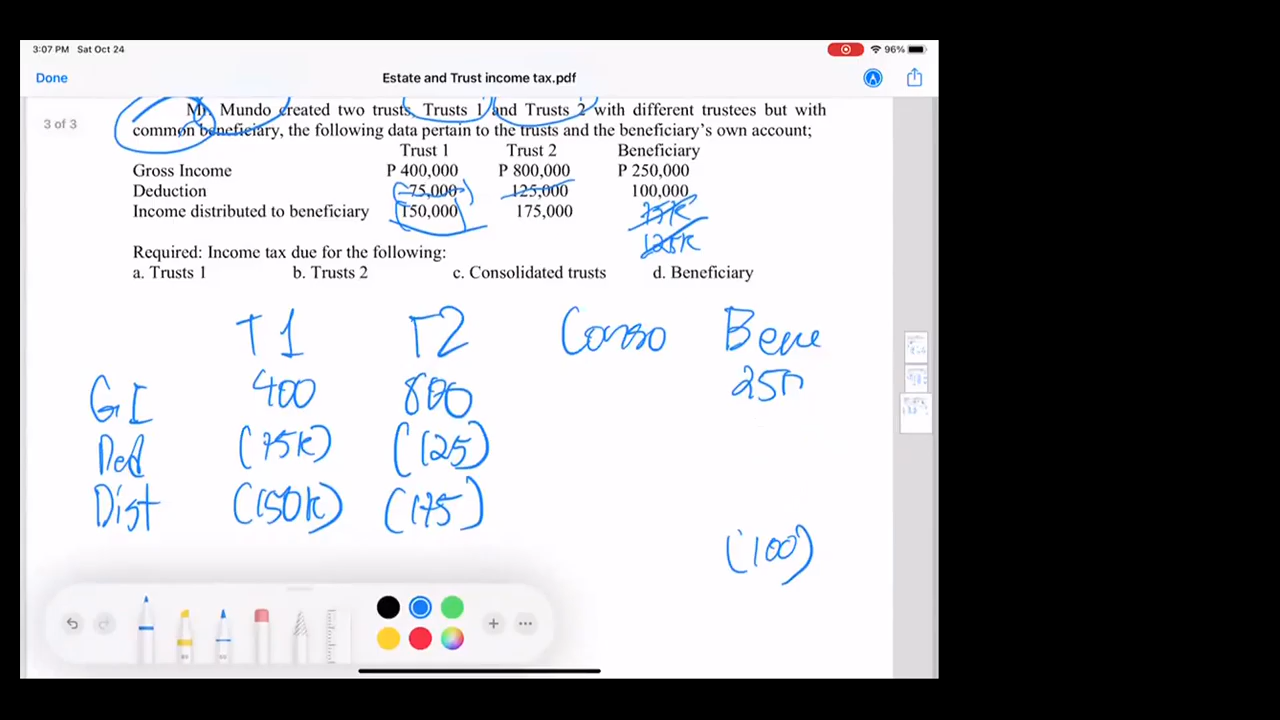 3:07 PM Sat Oct 24
96%
Done
Estate and Trust income tax.pdf
3 of 3
Mr. Mundo created two trusts, Trusts 1 and Trusts 2 with different trustees but with
common beneficiary, the following data pertain to the trusts and the beneficiary's own account;
Trust 1 Trust 2 Beneficiary
Gross Income P 400,000 P 800,000 P 250,000
Deduction 75,000 125,000 100,000
Income distributed to beneficiary 150,000 175,000
125k
Required: Income tax due for the following:
a. Trusts 1 b. Trusts 2 c. Consolidated trusts d. Beneficiary
T1 T2 Conso Bene
GI 400 800 250
Ded (75k) (125)
Dist (150k) (175)
(100)